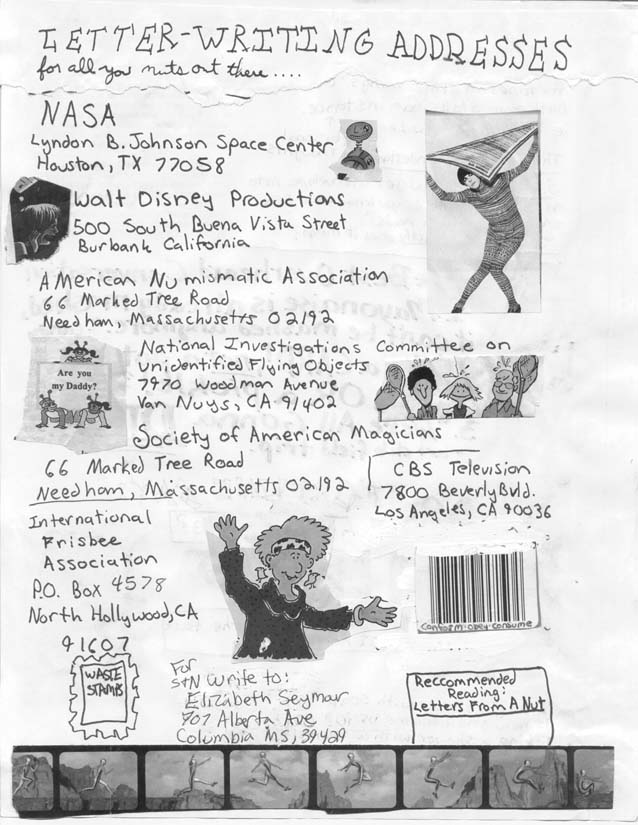 LETTER-WRITING ADDRESSES
for all you nuts out there....
NASA
Lyndon B. Johnson Space Center
Houston, TX 77058
Walt Disney Productions
500 South Buena Vista Street
Burbank California
American Numismatic Association
66 Marked Tree Road
Needham, Massachusetts 02192
Are you
my Daddy?
National Investigations Committee on
Unidentified Flying Objects
7970 Woodman Avenue
Van Nuys, CA 91402
Society of American Magicians
66 Marked Tree Road
Needham, Massachusetts 02192
CBS Television
7800 Beverly Bvld.
Los Angeles, CA 90036
International
Frisbee
Association
P.O. Box 4578
North Hollywood, CA
91607
conform·obey·consume
WASTE
STAMPS
For
S+N write to:
Elizabeth Seymour
707 Alberta Ave
Columbia MS, 39429
Reccommended
Reading:
Letters From A Nut